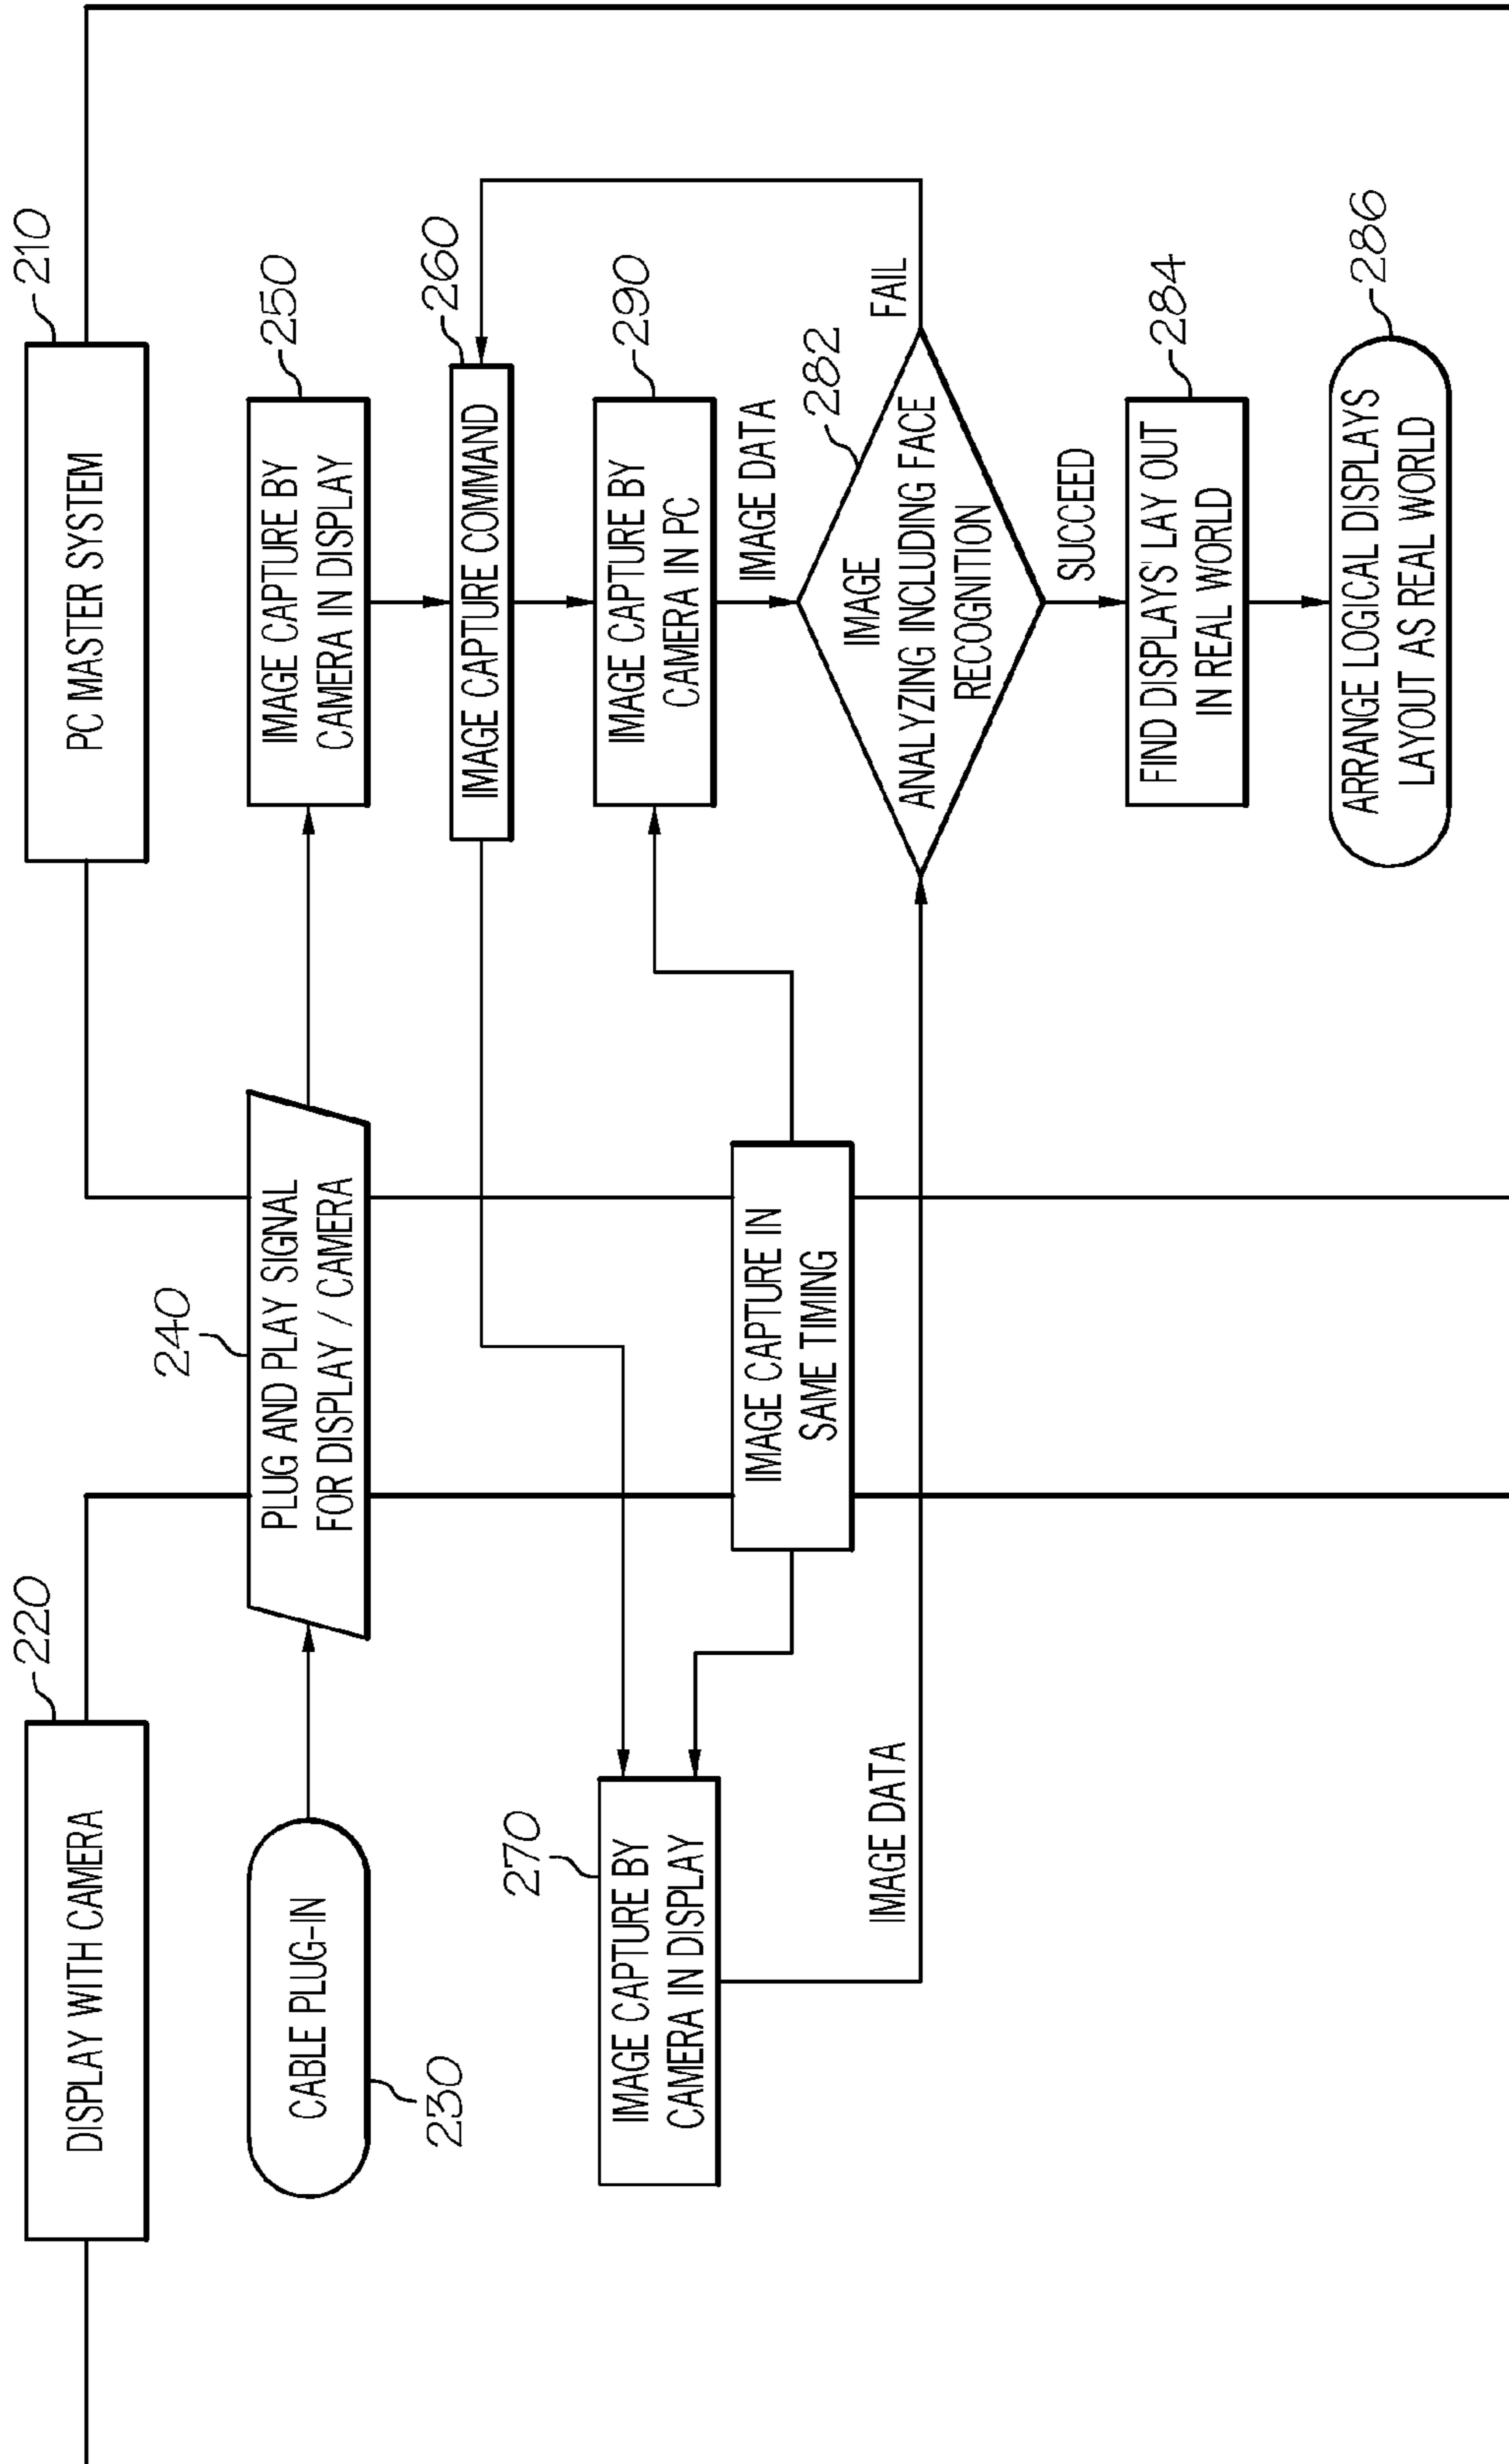 DISPLAY WITH CAMERA
220
PC MASTER SYSTEM
210
CABLE PLUG-IN
230
240
PLUG AND PLAY SIGNAL
FOR DISPLAY / CAMERA
IMAGE CAPTURE BY
CAMERA IN DISPLAY
250
IMAGE CAPTURE COMMAND
260
270
IMAGE CAPTURE BY
CAMERA IN DISPLAY
IMAGE CAPTURE BY
CAMERA IN PC
290
IMAGE CAPTURE IN
SAME TIMING
IMAGE DATA
IMAGE DATA
IMAGE
ANALYZING INCLUDING FACE
RECOGNITION
282
FAIL
SUCCEED
FIND DISPLAYS' LAY OUT
IN REAL WORLD
284
ARRANGE LOGICAL DISPLAYS
LAYOUT AS REAL WORLD
286